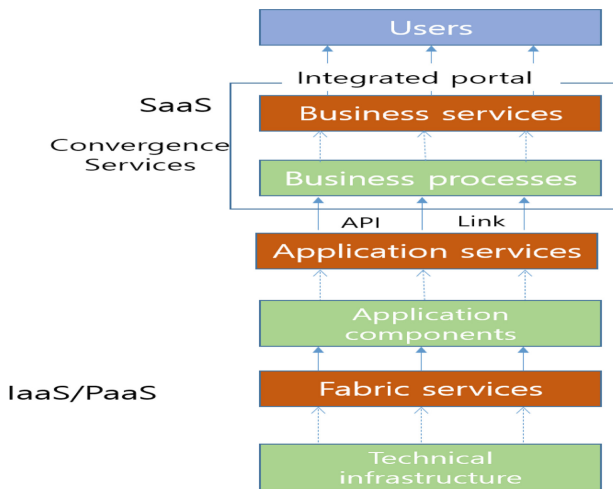 Users
Integrated portal
SaaS
Business services
Convergence
Services
Business processes
API Link
Application services
Application
components
IaaS/PaaS
Fabric services
Technical
infrastructure